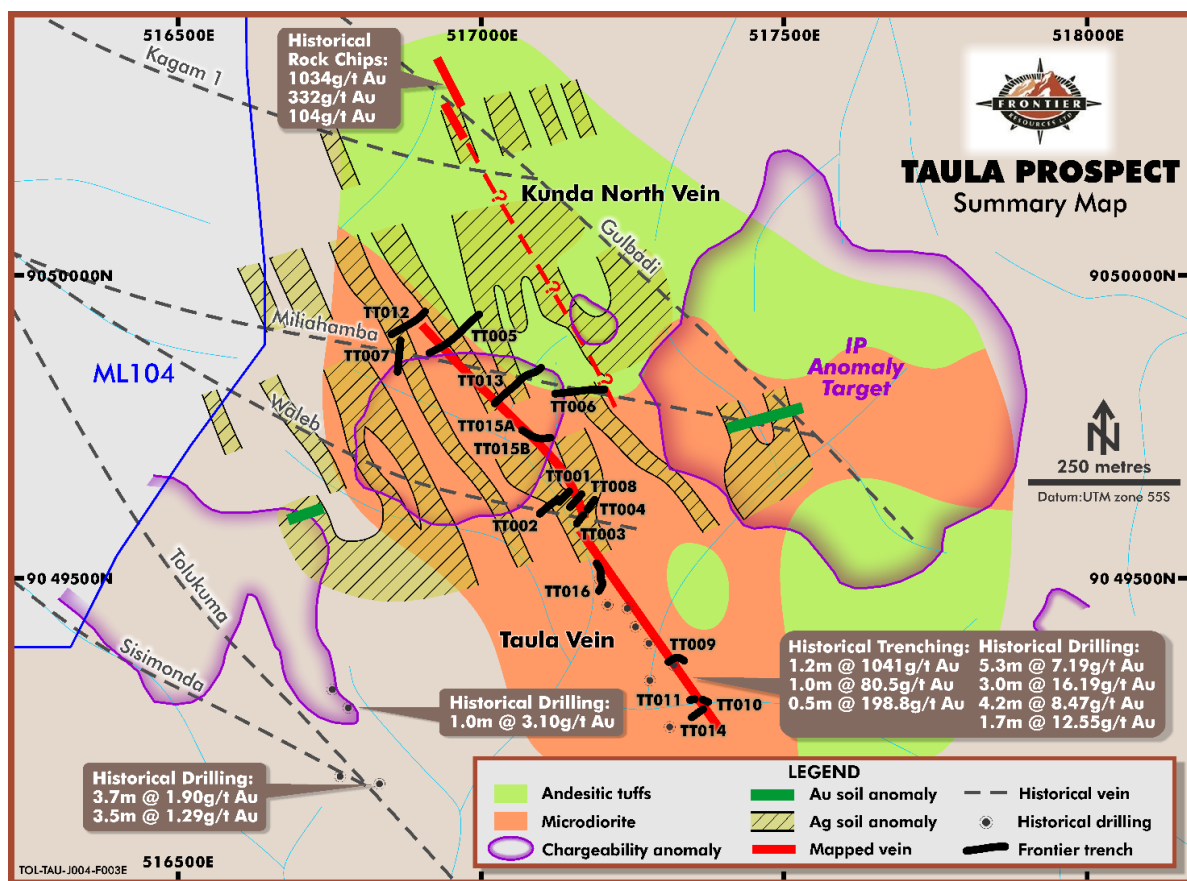 516500E
517000E
517500E
518000E
Kagam 1
Historical
Rock Chips:
1034g/t Au
332g/t Au
104g/t Au
FRONTIER
RESOURCES LTD
TAULA PROSPECT
Summary Map
Kunda North Vein
?
Gulbadi
9050000N
9050000N
?
TT012
TT005
Miliahamba
TT007
IP
Anomaly
Target
ML104
TT013
?
TT006
Waleb
TT015A
TT015B
N
250 metres
Datum:UTM zone 55S
TT001
TT008
TT002
TT004
TT003
Tolukuma
9049500N
9049500N
TT016
Sisimonda
Taula Vein
TT009
Historical Trenching:
1.2m @ 1041g/t Au
1.0m @ 80.5g/t Au
0.5m @ 198.8g/t Au
Historical Drilling:
5.3m @ 7.19g/t Au
3.0m @ 16.19g/t Au
4.2m @ 8.47g/t Au
1.7m @ 12.55g/t Au
TT011
TT010
TT014
Historical Drilling:
1.0m @ 3.10g/t Au
Historical Drilling:
3.7m @ 1.90g/t Au
3.5m @ 1.29g/t Au
LEGEND
Andesitic tuffs
Au soil anomaly
Historical vein
Microdiorite
Ag soil anomaly
Historical drilling
Chargeability anomaly
Mapped vein
Frontier trench
TOL-TAU-J004-F003E
516500E